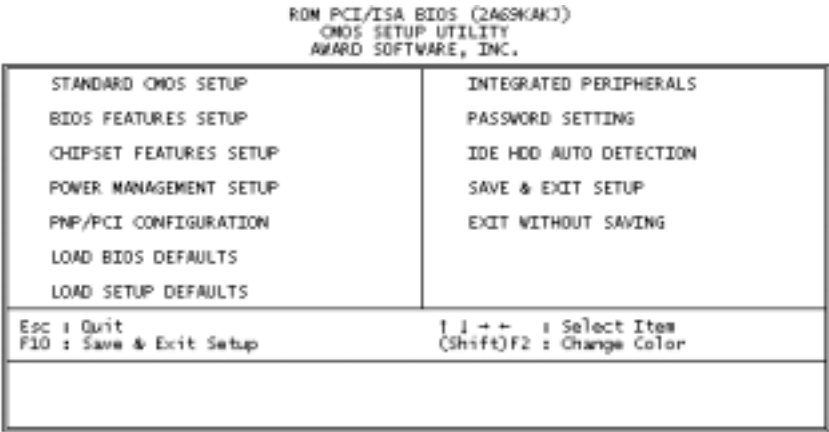 ROM PCI/ISA BIOS (2A69KAKJ)
CMOS SETUP UTILITY
AWARD SOFTWARE, INC.
STANDARD CMOS SETUP
BIOS FEATURES SETUP
CHIPSET FEATURES SETUP
POWER MANAGEMENT SETUP
PNP/PCI CONFIGURATION
LOAD BIOS DEFAULTS
LOAD SETUP DEFAULTS
INTEGRATED PERIPHERALS
PASSWORD SETTING
IDE HDD AUTO DETECTION
SAVE & EXIT SETUP
EXIT WITHOUT SAVING
Esc : Quit
F10 : Save & Exit Setup
↑ ↓ → ← : Select Item
(Shift)F2 : Change Color